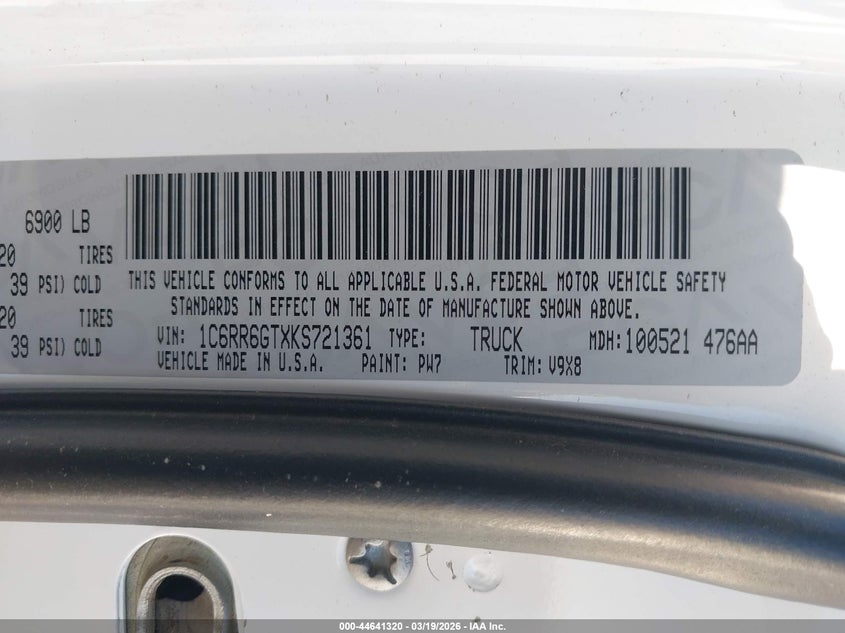 6900 LB
20 TIRES
39 PSI) COLD
20 TIRES
39 PSI) COLD
THIS VEHICLE CONFORMS TO ALL APPLICABLE U.S.A. FEDERAL MOTOR VEHICLE SAFETY
STANDARDS IN EFFECT ON THE DATE OF MANUFACTURE SHOWN ABOVE.
VIN: 1C6RR6GTXKS721361 TYPE: TRUCK MDH: 100521 476AA
VEHICLE MADE IN U.S.A. PAINT: PW7 TRIM: V9X8
000-44641320 - 03/19/2026 - IAA Inc.